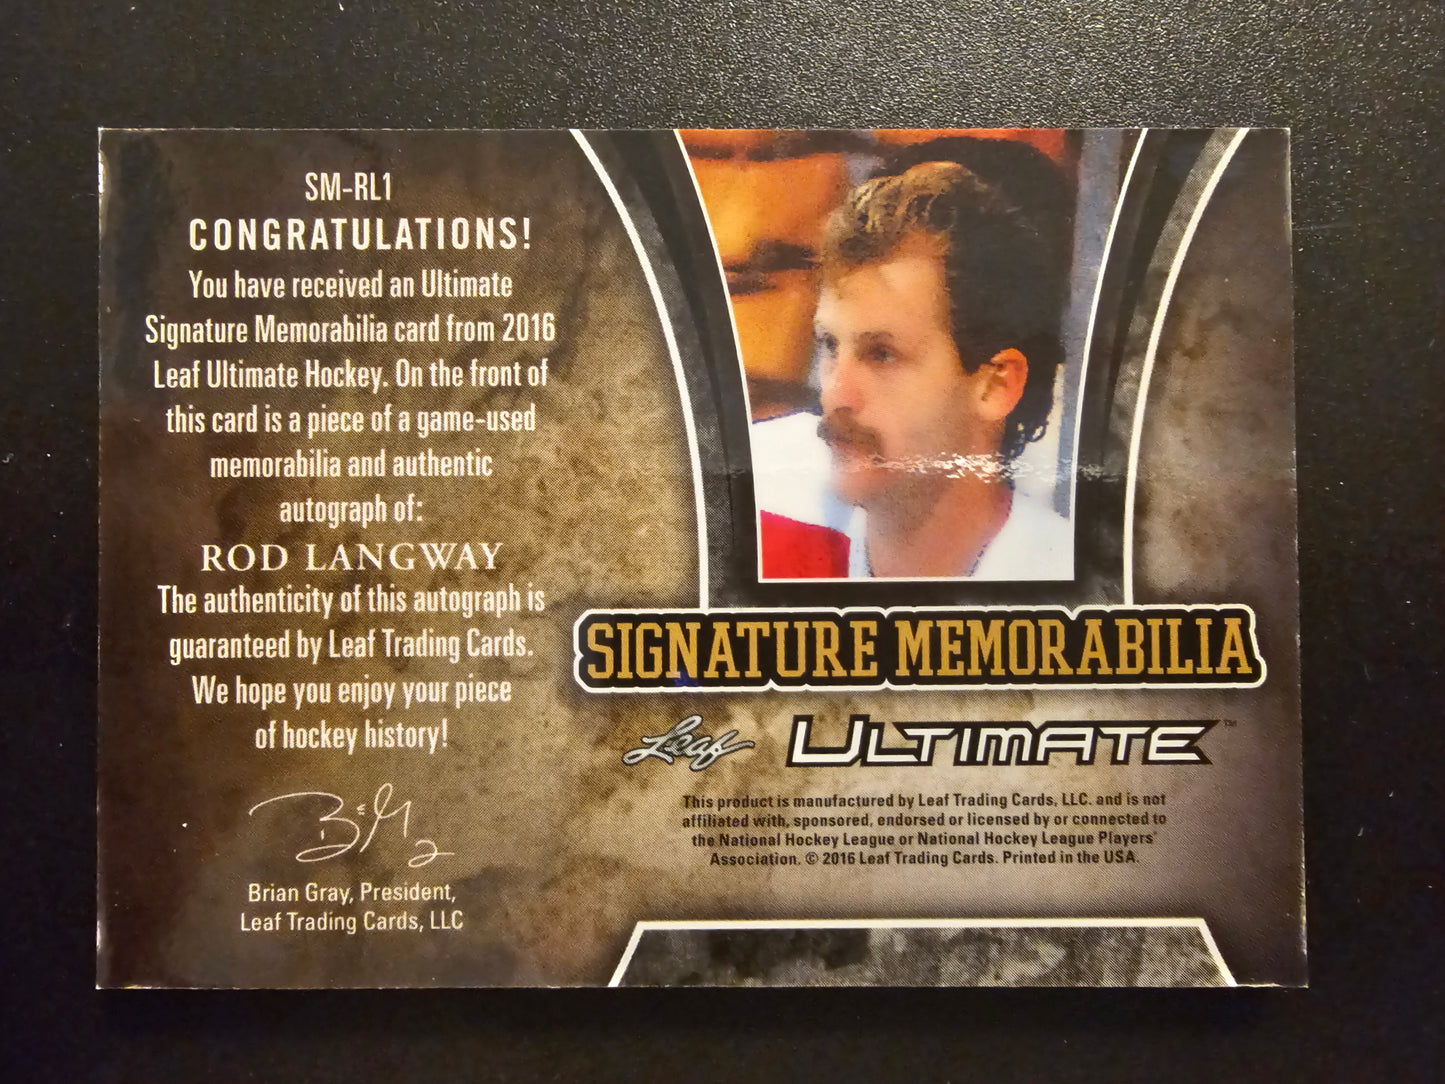 SM-RL1
CONGRATULATIONS!
You have received an Ultimate
Signature Memorabilia card from 2016
Leaf Ultimate Hockey. On the front of
this card is a piece of a game-used
memorabilia and authentic
autograph of:
ROD LANGWAY
The authenticity of this autograph is
guaranteed by Leaf Trading Cards.
We hope you enjoy your piece
of hockey history!
Brian Gray, President,
Leaf Trading Cards, LLC
SIGNATURE MEMORABILIA
Leaf ULTIMATE™
This product is manufactured by Leaf Trading Cards, LLC. and is not
affiliated with, sponsored, endorsed or licensed by or connected to
the National Hockey League or National Hockey League Players'
Association. © 2016 Leaf Trading Cards. Printed in the USA.